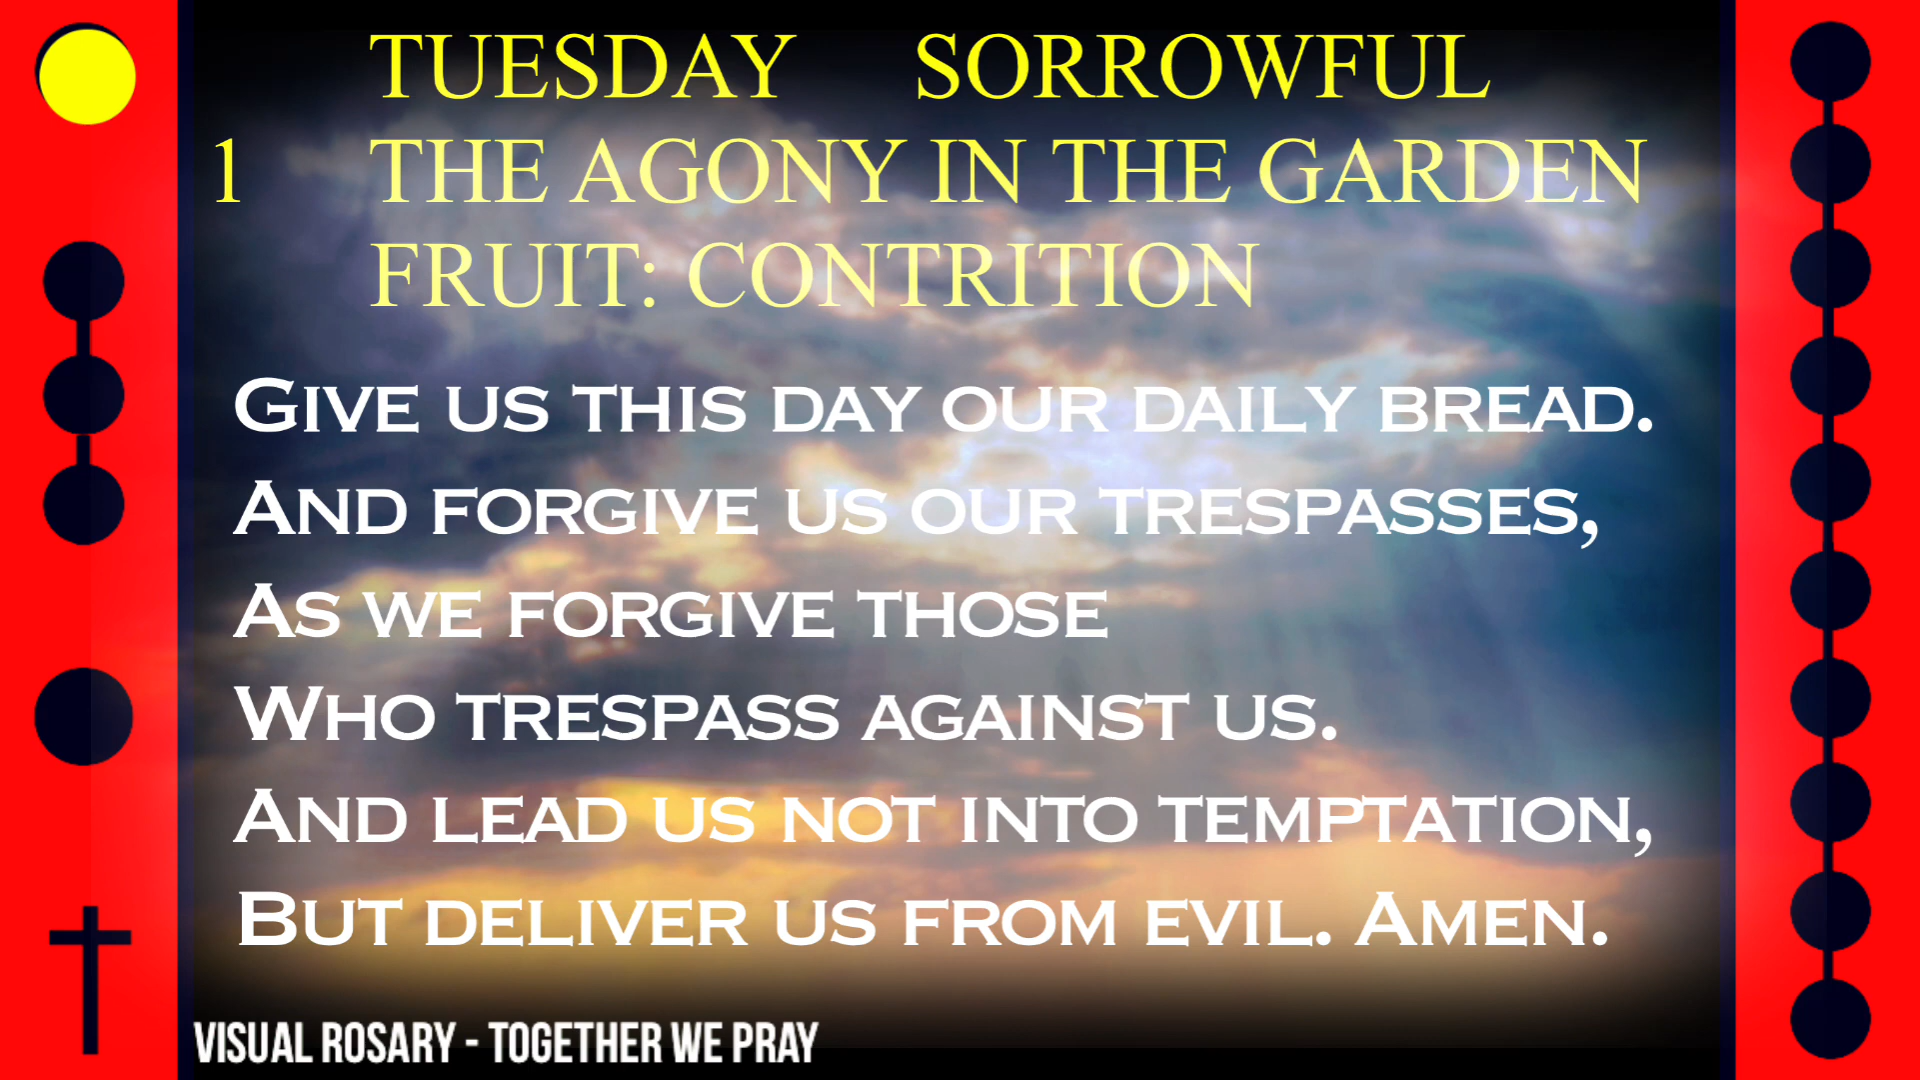 TUESDAY SORROWFUL
1 THE AGONY IN THE GARDEN
FRUIT: CONTRITION
GIVE US THIS DAY OUR DAILY BREAD.
AND FORGIVE US OUR TRESPASSES,
AS WE FORGIVE THOSE
WHO TRESPASS AGAINST US.
AND LEAD US NOT INTO TEMPTATION,
BUT DELIVER US FROM EVIL. AMEN.
VISUAL ROSARY - TOGETHER WE PRAY